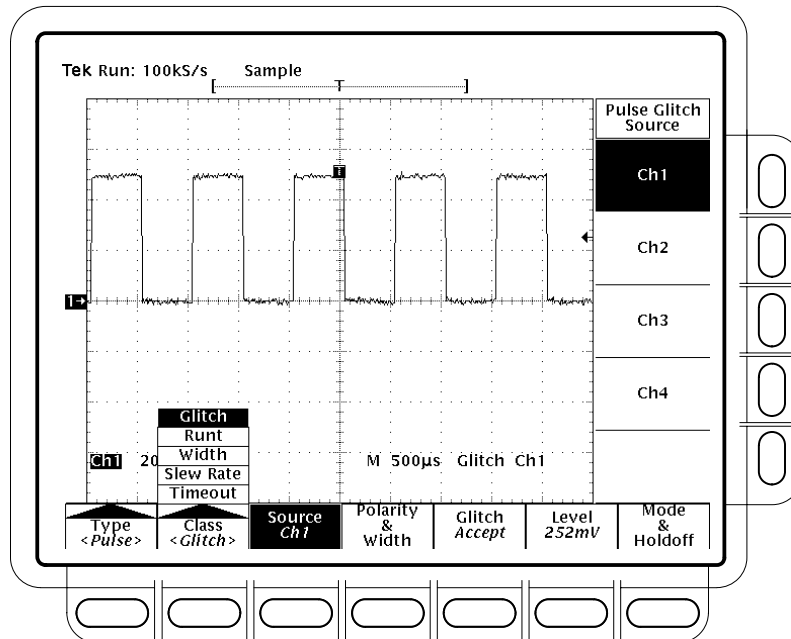 Tek Run: 100kS/s Sample
T
Pulse Glitch
Source
Ch1
T
Ch2
1
Ch3
Ch4
Glitch
Runt
Width
Slew Rate
Timeout
Ch1 20
M 500µs Glitch Ch1
Type
<Pulse>
Class
<Glitch>
Source
Ch1
Polarity
&
Width
Glitch
Accept
Level
252mV
Mode
&
Holdoff